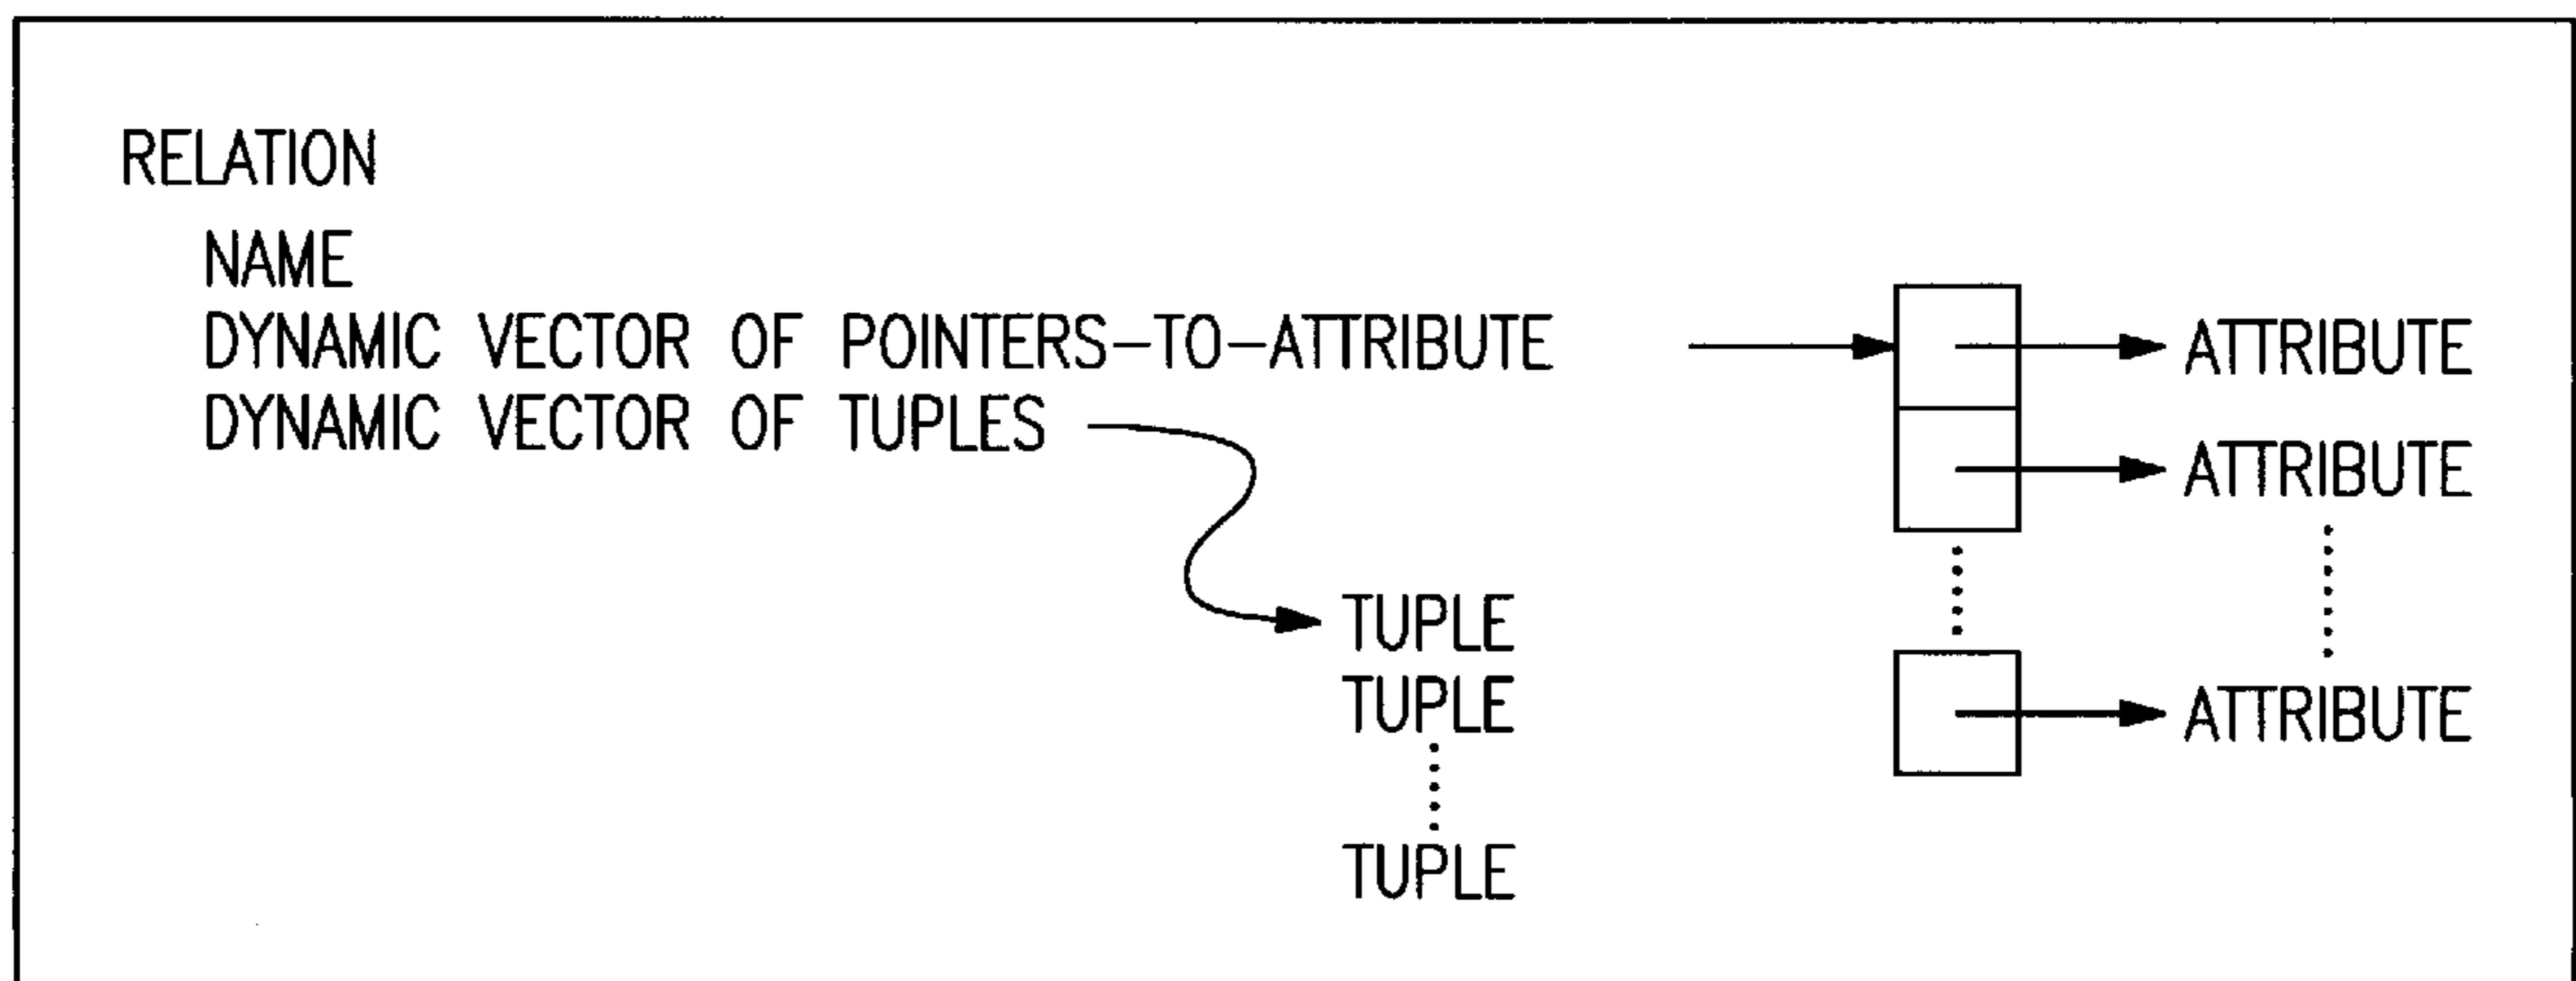 RELATION
NAME
DYNAMIC VECTOR OF POINTERS-TO-ATTRIBUTE
DYNAMIC VECTOR OF TUPLES
ATTRIBUTE
ATTRIBUTE
ATTRIBUTE
TUPLE
TUPLE
TUPLE